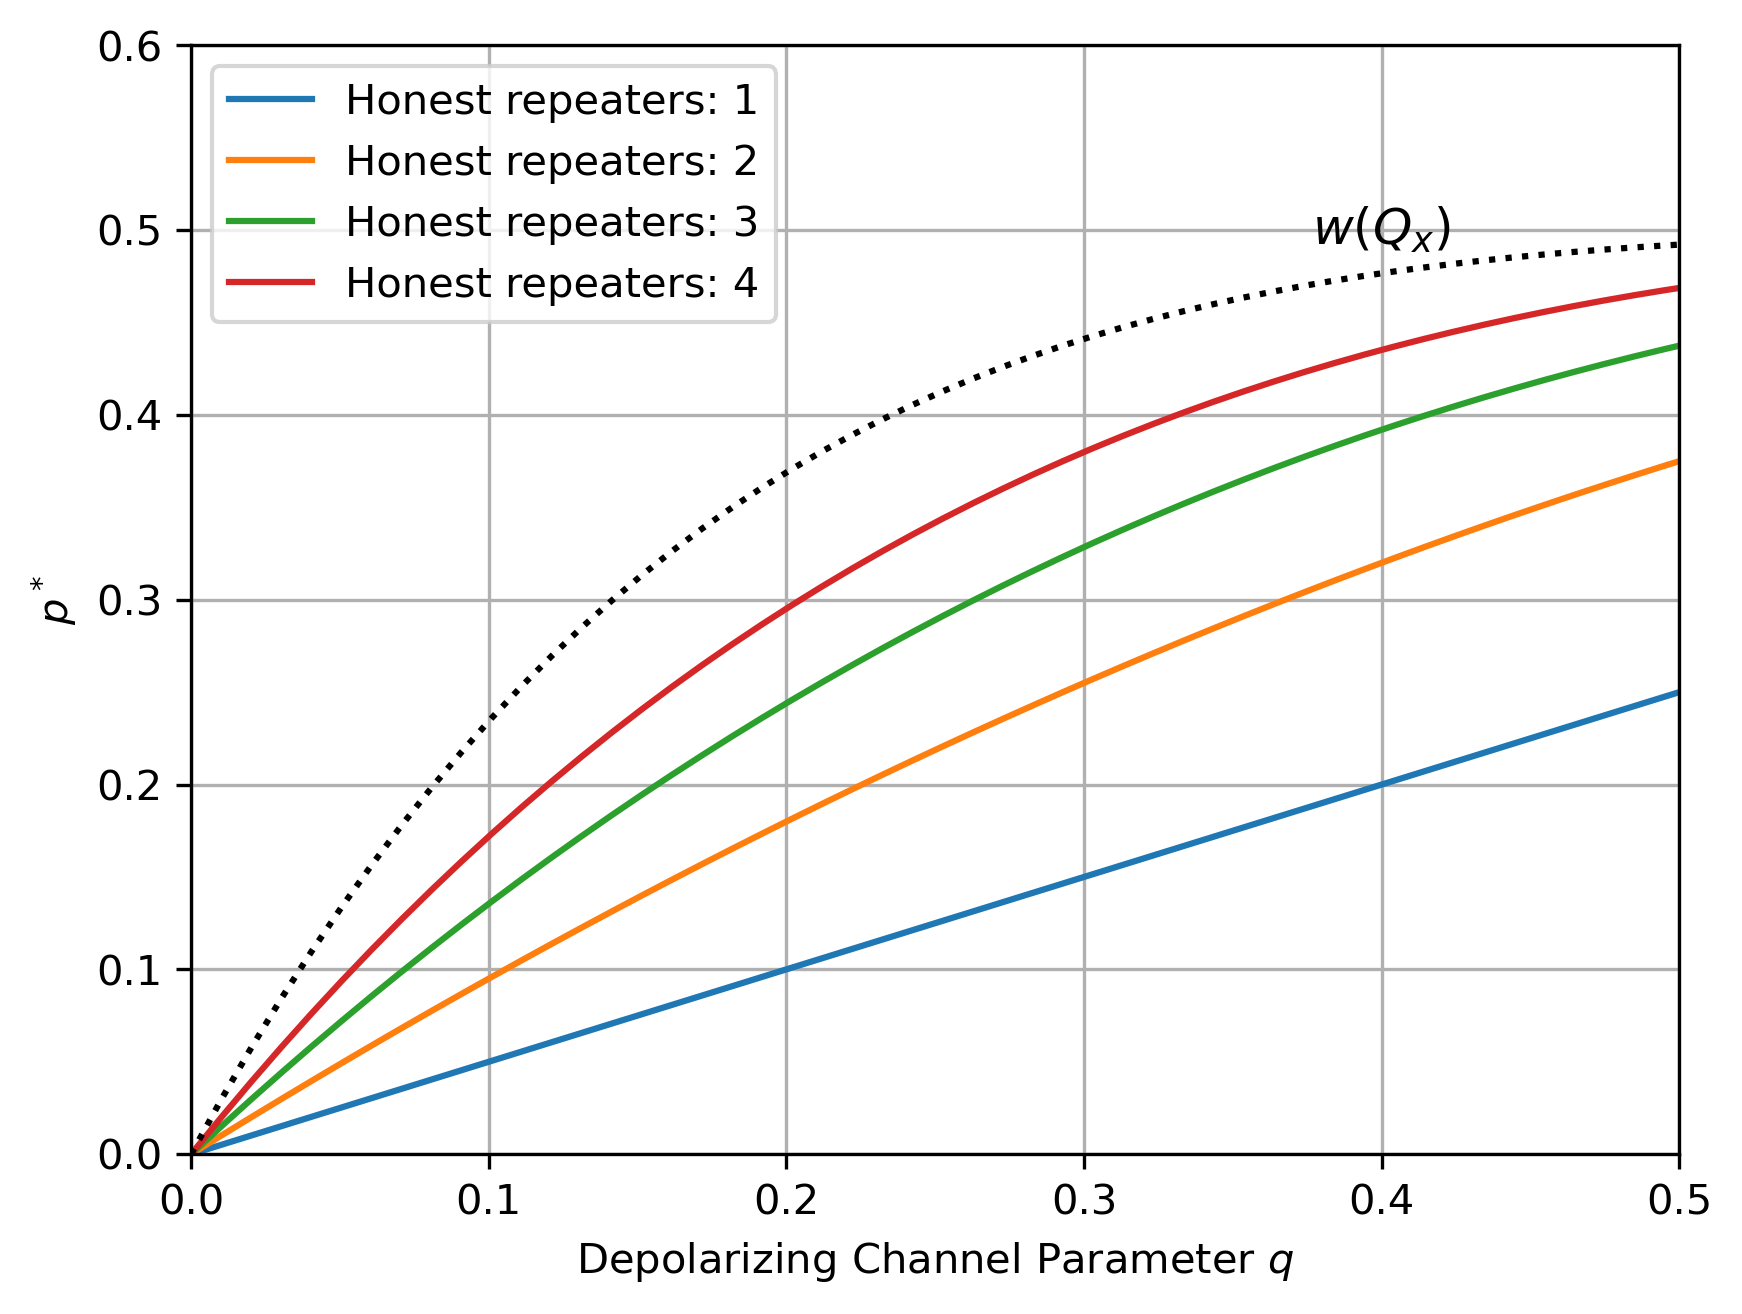 0.6
0.5
0.4
0.3
0.2
0.1
0.0
p*
Honest repeaters: 1
Honest repeaters: 2
Honest repeaters: 3
Honest repeaters: 4
w(Qₓ)
0.0 0.1 0.2 0.3 0.4 0.5
Depolarizing Channel Parameter q